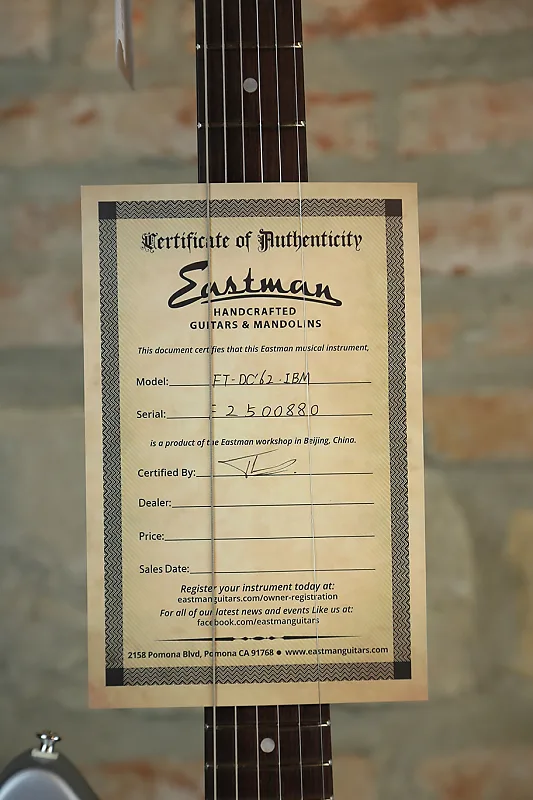 Certificate of Authenticity
Eastman
HANDCRAFTED
GUITARS & MANDOLINS
This document certifies that this Eastman musical instrument,
Model: FT-DC'62-IBM
Serial: 2500880
is a product of the Eastman workshop in Beijing, China.
Certified By:
Dealer:
Price:
Sales Date:
Register your instrument today at:
eastmanguitars.com/owner-registration
For all of our latest news and events Like us at:
facebook.com/eastmanguitars
2158 Pomona Blvd, Pomona CA 91768 ● www.eastmanguitars.com